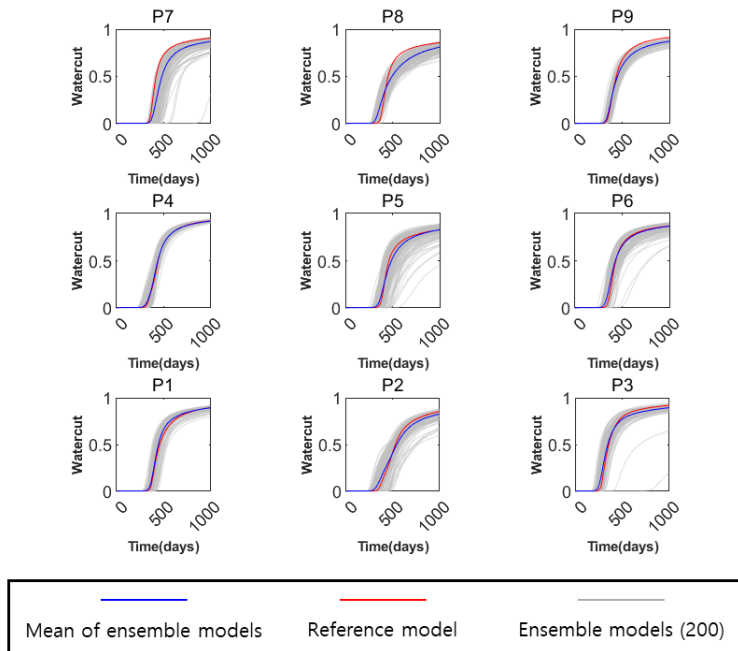 P7 P8 P9
1 1 1
Watercut Watercut Watercut
0.5 0.5 0.5
0 0 0
0 500 1000 0 500 1000 0 500 1000
Time(days) Time(days) Time(days)
P4 P5 P6
1 1 1
Watercut Watercut Watercut
0.5 0.5 0.5
0 0 0
0 500 1000 0 500 1000 0 500 1000
Time(days) Time(days) Time(days)
P1 P2 P3
1 1 1
Watercut Watercut Watercut
0.5 0.5 0.5
0 0 0
0 500 1000 0 500 1000 0 500 1000
Time(days) Time(days) Time(days)
Mean of ensemble models Reference model Ensemble models (200)